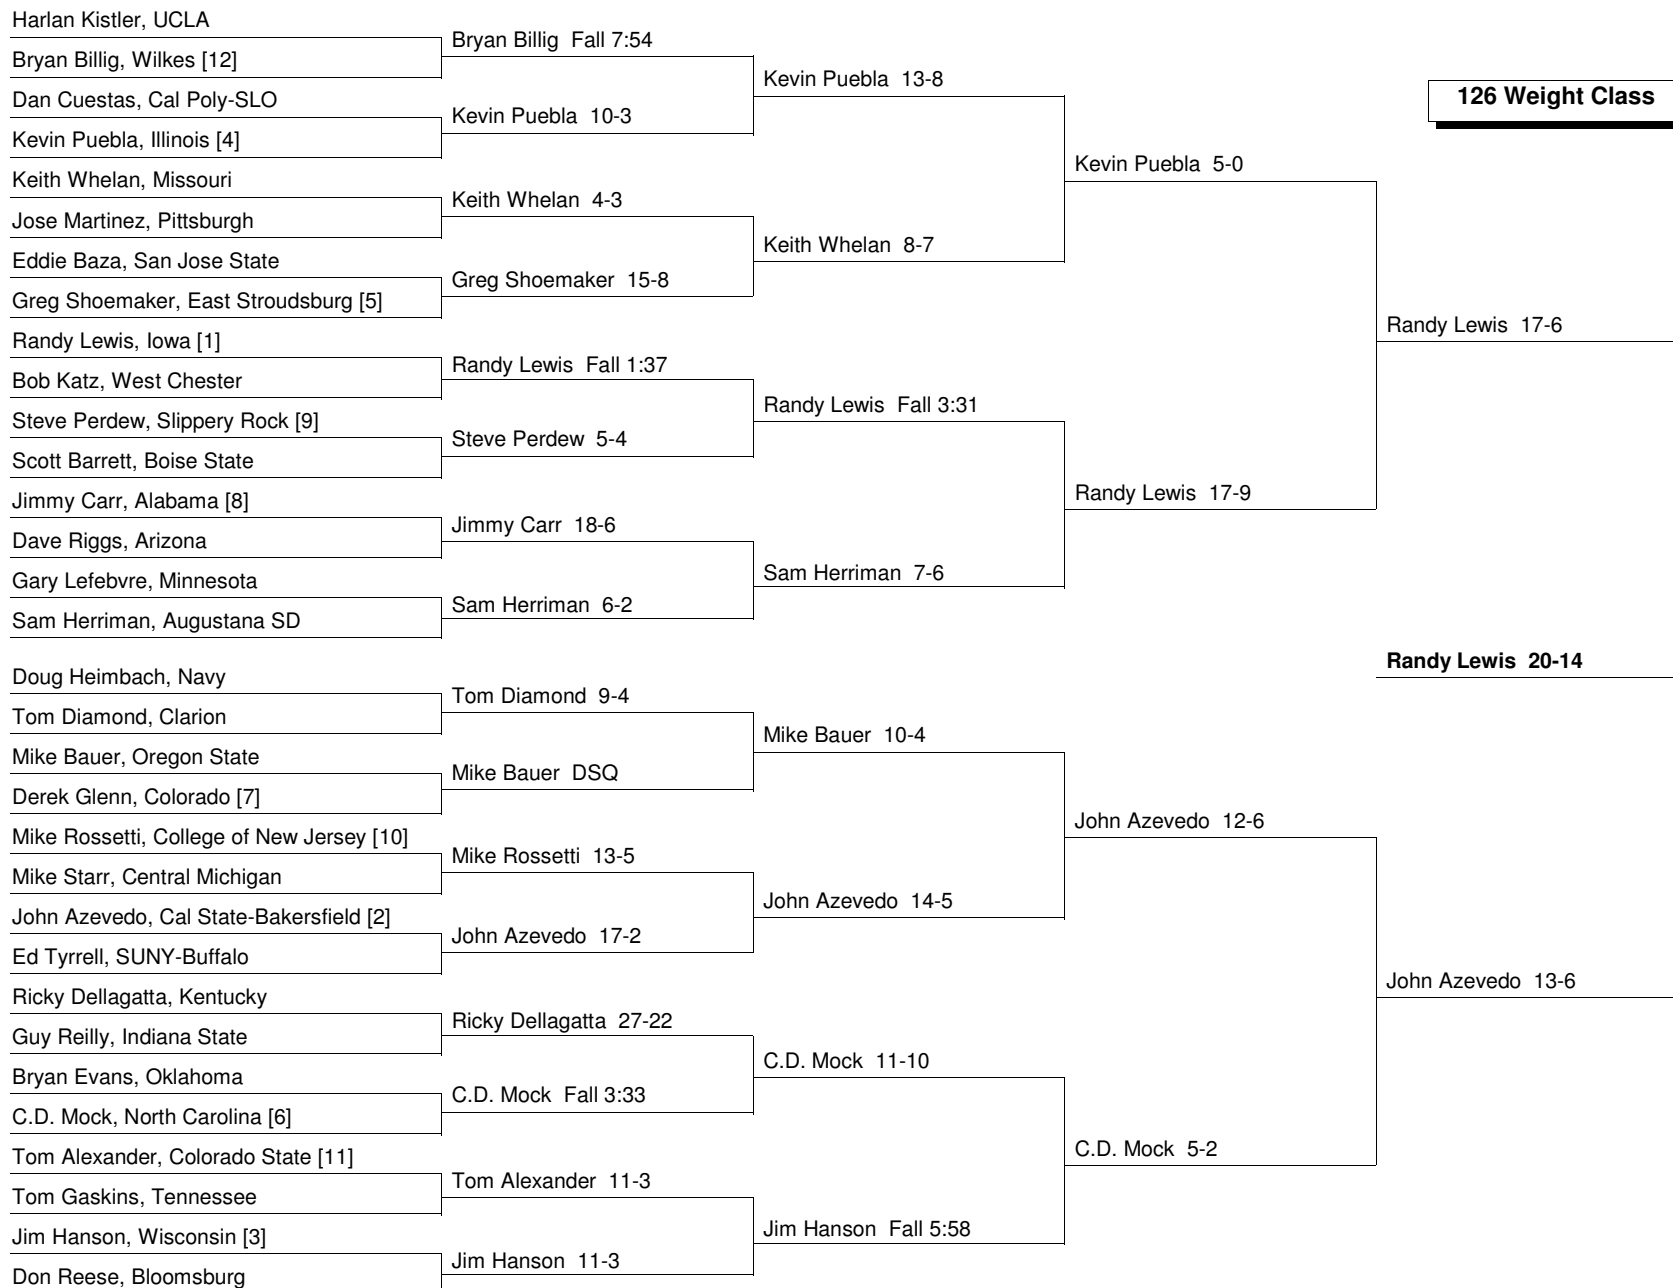 Harlan Kistler, UCLA
Bryan Billig, Wilkes [12]
Dan Cuestas, Cal Poly-SLO
Kevin Puebla, Illinois [4]
Keith Whelan, Missouri
Jose Martinez, Pittsburgh
Eddie Baza, San Jose State
Greg Shoemaker, East Stroudsburg [5]
Randy Lewis, Iowa [1]
Bob Katz, West Chester
Steve Perdew, Slippery Rock [9]
Scott Barrett, Boise State
Jimmy Carr, Alabama [8]
Dave Riggs, Arizona
Gary Lefebvre, Minnesota
Sam Herriman, Augustana SD
Doug Heimbach, Navy
Tom Diamond, Clarion
Mike Bauer, Oregon State
Derek Glenn, Colorado [7]
Mike Rossetti, College of New Jersey [10]
Mike Starr, Central Michigan
John Azevedo, Cal State-Bakersfield [2]
Ed Tyrrell, SUNY-Buffalo
Ricky Dellagatta, Kentucky
Guy Reilly, Indiana State
Bryan Evans, Oklahoma
C.D. Mock, North Carolina [6]
Tom Alexander, Colorado State [11]
Tom Gaskins, Tennessee
Jim Hanson, Wisconsin [3]
Don Reese, Bloomsburg
Bryan Billig Fall 7:54
Kevin Puebla 10-3
Keith Whelan 4-3
Greg Shoemaker 15-8
Randy Lewis Fall 1:37
Steve Perdew 5-4
Jimmy Carr 18-6
Sam Herriman 6-2
Tom Diamond 9-4
Mike Bauer DSQ
Mike Rossetti 13-5
John Azevedo 17-2
Ricky Dellagatta 27-22
C.D. Mock Fall 3:33
Tom Alexander 11-3
Jim Hanson 11-3
Kevin Puebla 13-8
Keith Whelan 8-7
Randy Lewis Fall 3:31
Sam Herriman 7-6
Mike Bauer 10-4
John Azevedo 14-5
C.D. Mock 11-10
Jim Hanson Fall 5:58
Kevin Puebla 5-0
Randy Lewis 17-9
John Azevedo 12-6
C.D. Mock 5-2
126 Weight Class
Randy Lewis 17-6
Randy Lewis 20-14
John Azevedo 13-6